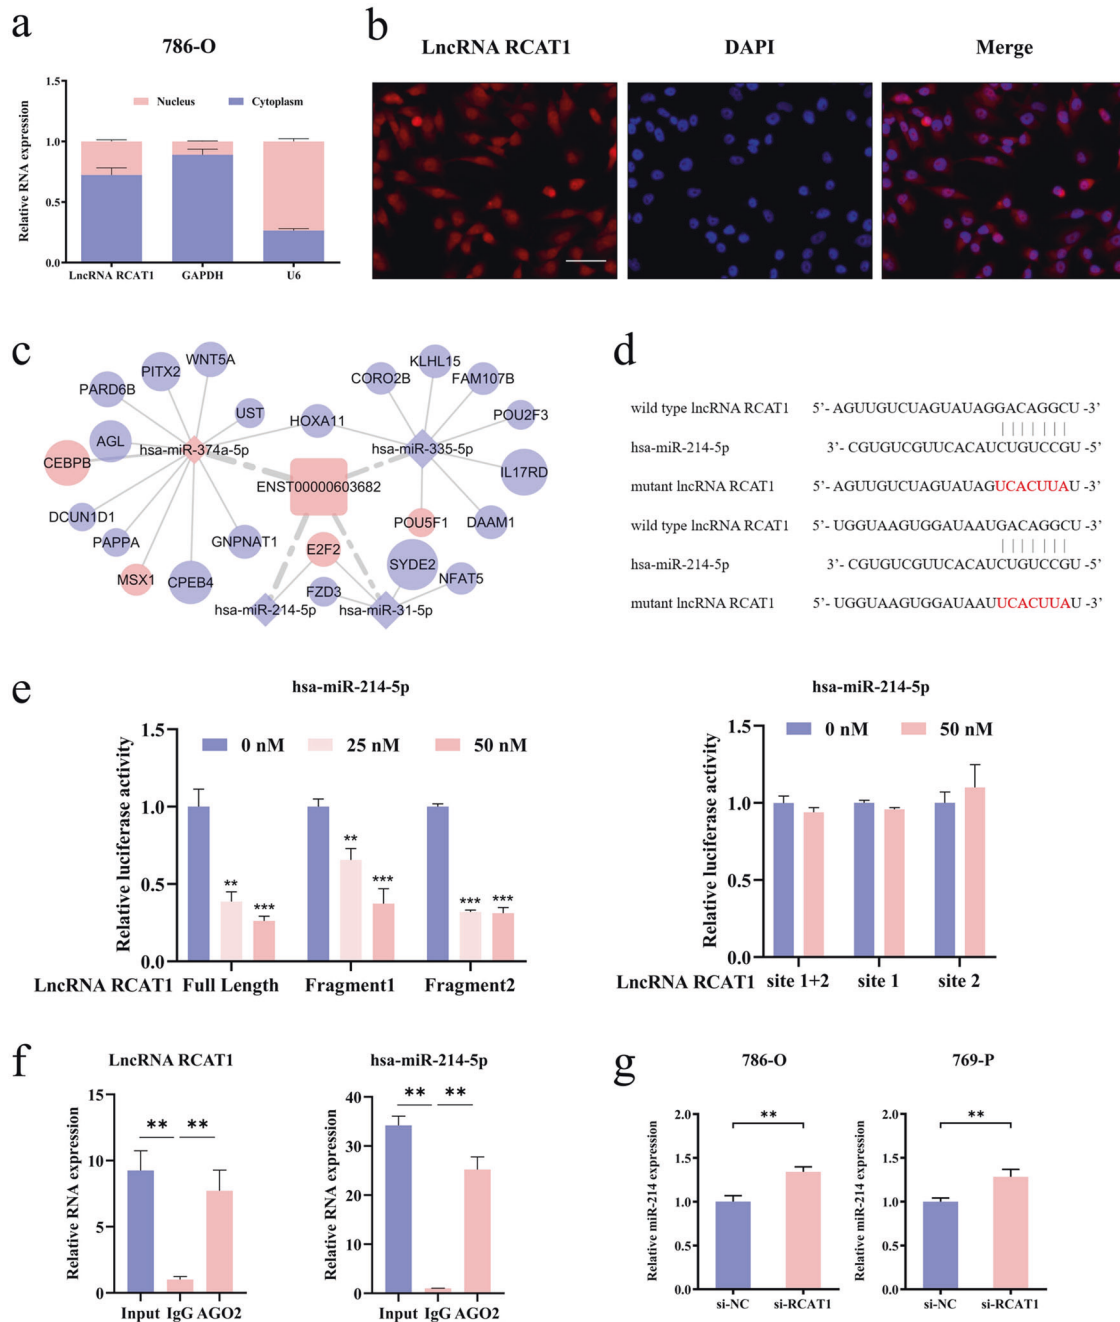 a
786-O
Relative RNA expression
1.5
1.0
0.5
0.0
Nucleus
Cytoplasm
LncRNA RCAT1
GAPDH
U6
b
LncRNA RCAT1
DAPI
Merge
c
WNT5A
PITX2
PARD6B
UST
AGL
CEBPB
hsa-miR-374a-5p
HOXA11
CORO2B
KLHL15
FAM107B
POU2F3
hsa-miR-335-5p
IL17RD
ENST00000603682
DCUN1D1
PAPPA
MSX1
CPEB4
GNPNAT1
POU5F1
DAAM1
E2F2
SYDE2
NFAT5
FZD3
hsa-miR-214-5p
hsa-miR-31-5p
d
wild type lncRNA RCAT1 5’- AGUUGUCUAGUAUAGGACAGGCU -3’
hsa-miR-214-5p 3’- CGUGUCGUUCACAUCUGUCCGU -5’
mutant lncRNA RCAT1 5’- AGUUGUCUAGUAUAGUCACUUAU -3’
wild type lncRNA RCAT1 5’- UGGUAAGUGGAUAAUGACAGGCU -3’
hsa-miR-214-5p 3’- CGUGUCGUUCACAUCUGUCCGU -5’
mutant lncRNA RCAT1 5’- UGGUAAGUGGAUAAUUCACUUAU -3’
e
hsa-miR-214-5p
Relative luciferase activity
1.5
1.0
0.5
0.0
0 nM
25 nM
50 nM
**
***
**
***
***
***
LncRNA RCAT1 Full Length Fragment1 Fragment2
hsa-miR-214-5p
Relative luciferase activity
1.5
1.0
0.5
0.0
0 nM
50 nM
LncRNA RCAT1 site 1+2 site 1 site 2
f
LncRNA RCAT1
Relative RNA expression
15
10
5
0
** **
Input IgG AGO2
hsa-miR-214-5p
Relative RNA expression
40
30
20
10
0
** **
Input IgG AGO2
g
786-O
Relative miR-214 expression
2.0
1.5
1.0
0.5
0.0
**
si-NC si-RCAT1
769-P
Relative miR-214 expression
2.0
1.5
1.0
0.5
0.0
**
si-NC si-RCAT1